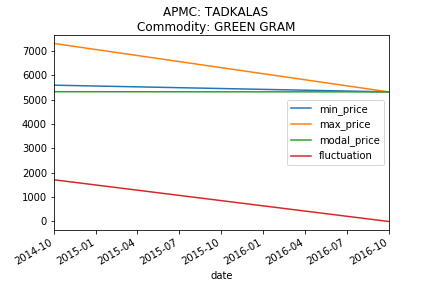 APMC: TADKALAS
Commodity: GREEN GRAM
7000
6000
5000
4000
3000
2000
1000
0
min_price
max_price
modal_price
fluctuation
2014-10
2015-01
2015-04
2015-07
2015-10
2016-01
2016-04
2016-07
2016-10
date